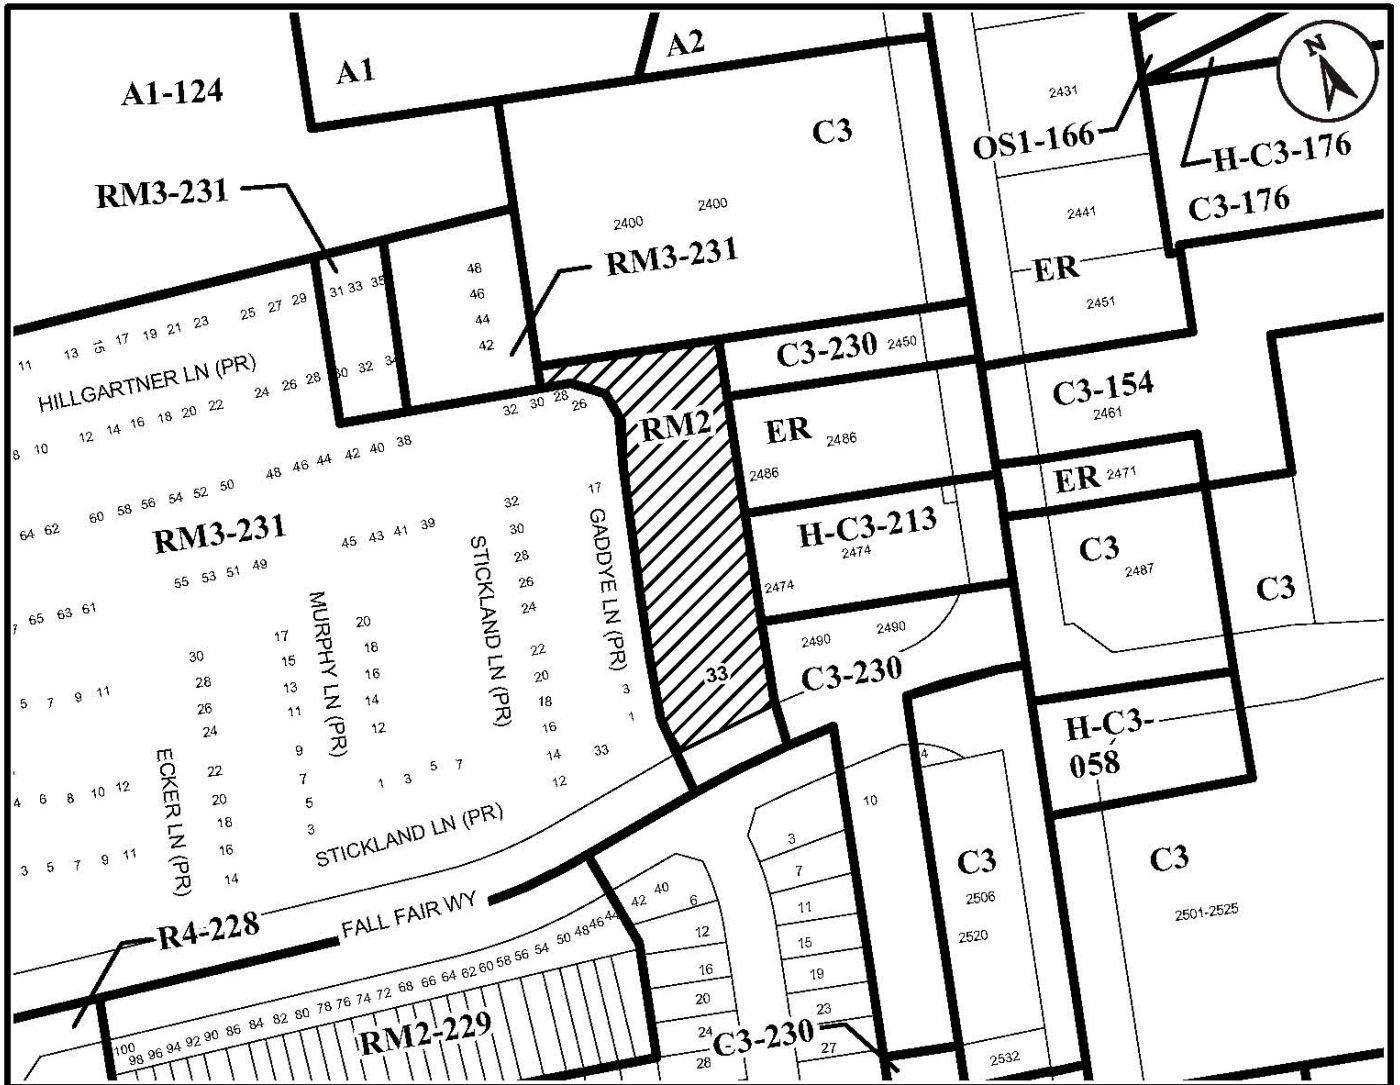 A1-124
A1
A2
N
2431
OS1-166
H-C3-176
C3-176
C3
RM3-231
2400
2400
2441
RM3-231
ER
2451
48
46
44
42
31 33 35
11 13 15 17 19 21 23 25 27 29
HILLGARTNER LN (PR)
8 10 12 14 16 18 20 22 24 26 28 30 32
C3-230 2450
C3-154
2461
32 30 28 26
RM2
ER 2486
2486
ER 2471
64 62 60 58 56 54 52 50 48 46 44 42 40 38
RM3-231
H-C3-213
2474
2474
C3
2487
C3
45 43 41 39
55 53 51 49
65 63 61
32
30
28
26
24
22
20
18
16
14
12
STICKLAND LN (PR)
17
GADDYE LN (PR)
3
1
33
33
2490 2490
C3-230
H-C3-
058
MURPHY LN (PR)
17
15
13
11
9
7
5
3
20
18
16
14
12
5 7 9 11
30
28
26
24
22
20
18
16
14
ECKER LN (PR)
4 6 8 10 12
3 5 7 9 11
1 3 5 7
STICKLAND LN (PR)
FALL FAIR WY
R4-228
4
10
3
7
11
15
19
23
27
C3
2506
2520
2532
C3
2501-2525
42 40
6
12
16
20
24
28
100 98 96 94 92 90 86 84 82 80 78 76 74 72 68 66 64 62 60 58 56 54 50 48 46 44
RM2-229
C3-230